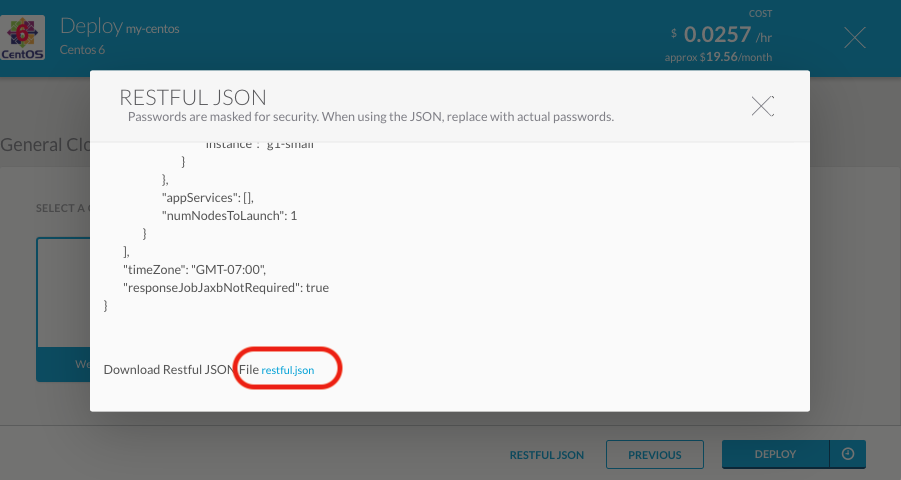 CentOS
Deploy my-centos
Centos 6
COST
$ 0.0257 /hr
approx $19.56/month
RESTFUL JSON
Passwords are masked for security. When using the JSON, replace with actual passwords.
General Clo
SELECT A
"instance": "g1-small"
}
},
"appServices": [],
"numNodesToLaunch": 1
}
],
"timeZone": "GMT-07:00",
"responseJobJaxbNotRequired": true
}
We
Download Restful JSON File restful.json
RESTFUL JSON
PREVIOUS
DEPLOY